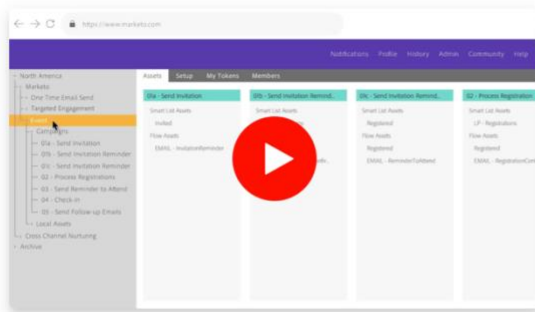 https://www.marketo.com
Notifications Profile History Admin Community Help
North America
Marketo
One Time Email Send
Targeted Engagement
Event
Campaigns
01a - Send Invitation
01b - Send Invitation Reminder
01c - Send Invitation Reminder
02 - Process Registrations
03 - Send Reminder to Attend
04 - Check-in
05 - Send Follow-up Emails
Local Assets
Cross Channel Nurturing
Archive
Assets Setup My Tokens Members
01a - Send Invitation
Smart List Assets
Invited
Flow Assets
EMAIL - InvitationReminder
01b - Send Invitation Remind..
Smart List Assets
Flow Assets
01c - Send Invitation Remind..
Smart List Assets
Registered
Flow Assets
Registered
EMAIL - ReminderToAttend
02 - Process Registration
Smart List Assets
LP - Registrations
Flow Assets
Registered
EMAIL - RegistrationCon